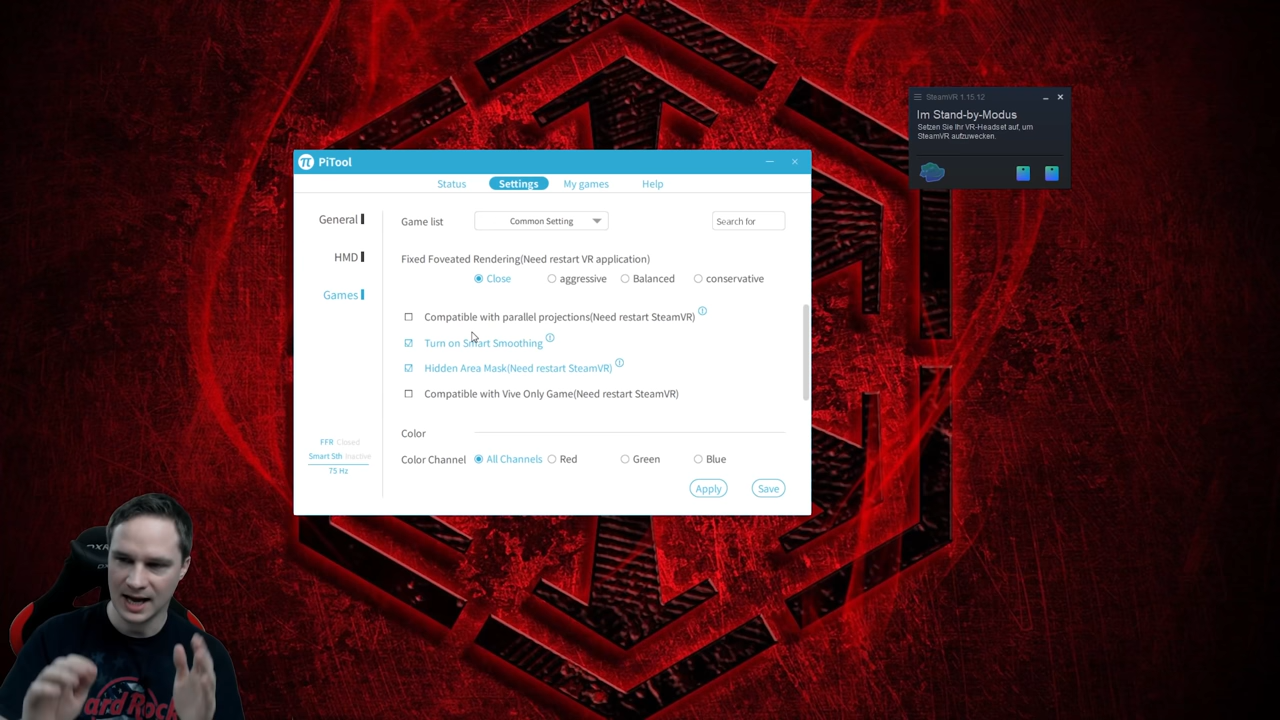 SteamVR 1.15.12
Im Stand-by-Modus
Setzen Sie Ihr VR-Headset auf, um
SteamVR aufzuwecken.
π PiTool
Status Settings My games Help
General
HMD
Games
Game list Common Setting Search for
Fixed Foveated Rendering(Need restart VR application)
Close aggressive Balanced conservative
Compatible with parallel projections(Need restart SteamVR)
Turn on Smart Smoothing
Hidden Area Mask(Need restart SteamVR)
Compatible with Vive Only Game(Need restart SteamVR)
Color
Color Channel All Channels Red Green Blue
FFR Closed
Smart Sth Inactive
75 Hz
Apply Save
ard Rock